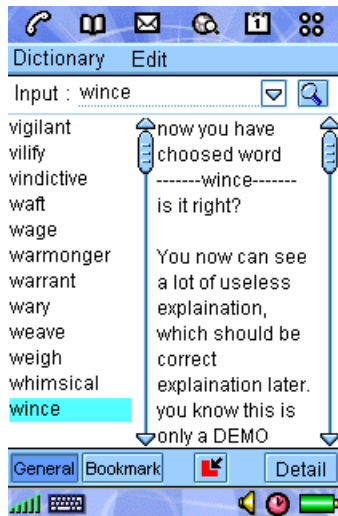 1
Dictionary Edit
Input : wince
vigilant
vilify
vindictive
waft
wage
warmonger
warrant
wary
weave
weigh
whimsical
wince
now you have
choosed word
-------wince-------
is it right?
You now can see
a lot of useless
explaination,
which should be
correct
explaination later.
you know this is
only a DEMO
General Bookmark Detail